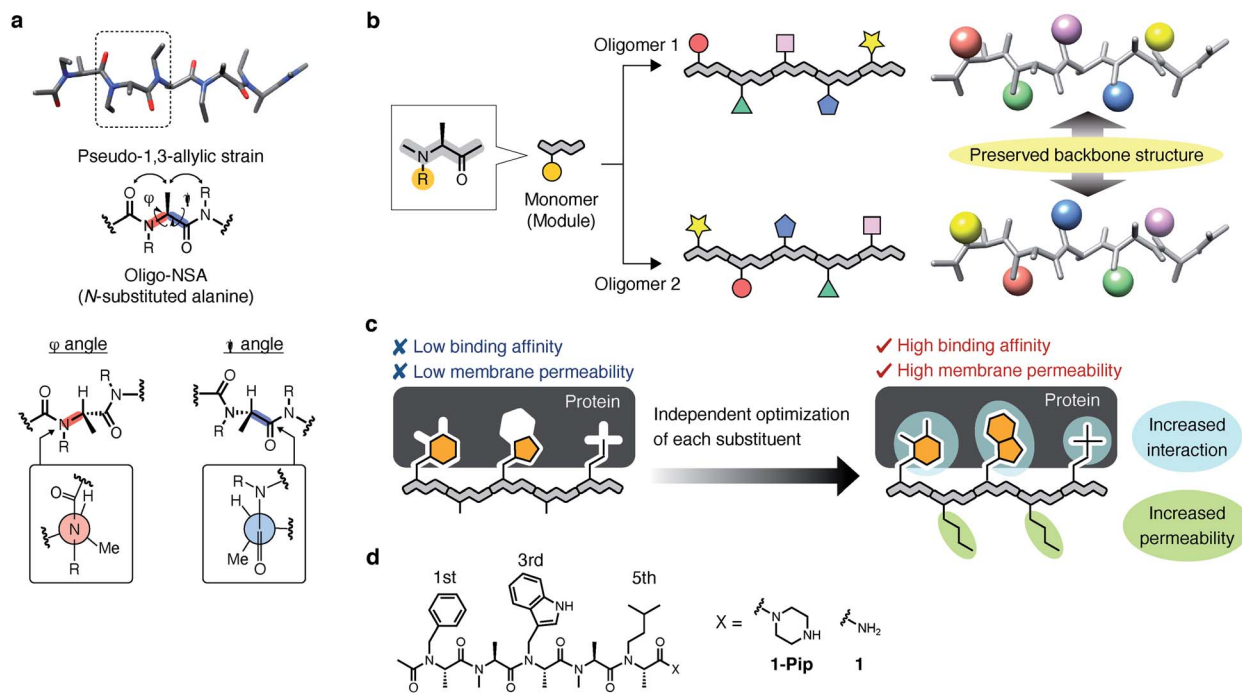 a
Pseudo-1,3-allylic strain
O
R
φ
ψ
N
N
R
O
Oligo-NSA
(N-substituted alanine)
φ angle
ψ angle
O
H
R
N
N
R
O
O
H
R
N
N
R
O
O
H
N
Me
R
R
N
H
Me
O
b
Oligomer 1
N
R
O
Monomer
(Module)
Preserved backbone structure
Oligomer 2
c
✘ Low binding affinity
✘ Low membrane permeability
Protein
Independent optimization
of each substituent
✓ High binding affinity
✓ High membrane permeability
Protein
Increased
interaction
Increased
permeability
d
1st
3rd
5th
NH
O
N
O
N
O
N
O
N
O
N
O
X
X =
N
NH
NH₂
1-Pip
1